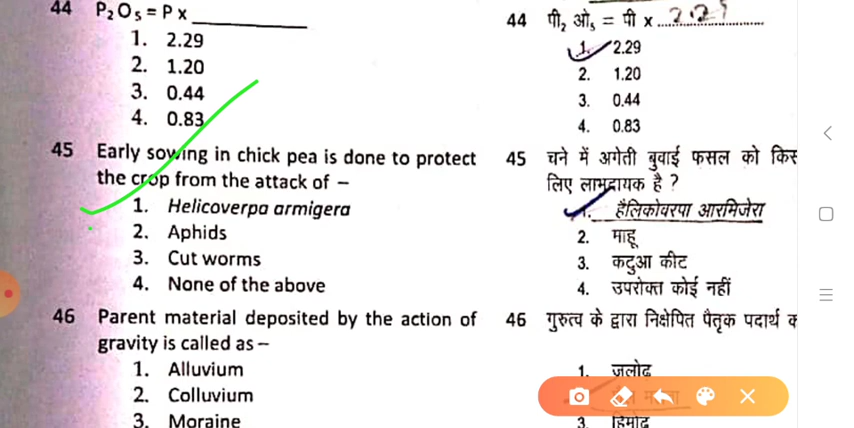 44 P₂O₅ = P x ____________
1. 2.29
2. 1.20
3. 0.44
4. 0.83
45 Early sowing in chick pea is done to protect
the crop from the attack of –
1. Helicoverpa armigera
2. Aphids
3. Cut worms
4. None of the above
46 Parent material deposited by the action of
gravity is called as –
1. Alluvium
2. Colluvium
3. Moraine
44 पी₂ ओ₅ = पी x 2.29
1. 2.29
2. 1.20
3. 0.44
4. 0.83
45 चने में अगेती बुवाई फसल को किस
लिए लाभदायक है ?
1. हैलिकोवरपा आरमिजेरा
2. माहू
3. कटुआ कीट
4. उपरोक्त कोई नहीं
46 गुरुत्व के द्वारा निक्षेपित पैतृक पदार्थ क
1. जलोढ़
3. हिमोढ़